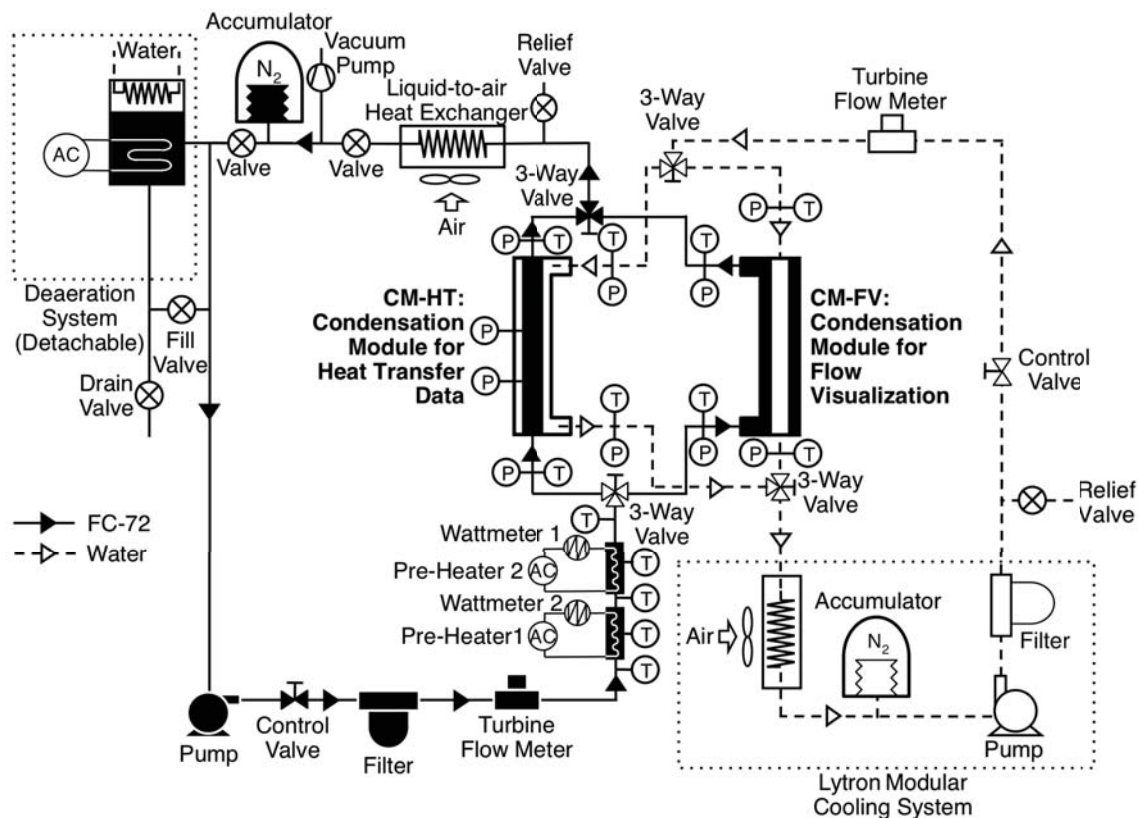 Accumulator
Water
N2
Vacuum
Pump
Relief
Valve
Liquid-to-air
Heat Exchanger
Turbine
Flow Meter
3-Way
Valve
AC
Valve
Valve
3-Way
Valve
Air
P T
P T
T
P
T
P
P T
Deaeration
System
(Detachable)
Fill
Valve
Drain
Valve
CM-HT:
Condensation
Module for
Heat Transfer
Data
P
P
CM-FV:
Condensation
Module for
Flow
Visualization
Control
Valve
T
P
T
P
P T
P T
3-Way
Valve
3-Way
Valve
Relief
Valve
FC-72
Water
T
Wattmeter 1
Pre-Heater 2
AC
T
T
Wattmeter 2
Pre-Heater1
AC
T
T
Air
Accumulator
N2
Filter
Pump
Control
Valve
Filter
Turbine
Flow Meter
Pump
Lytron Modular
Cooling System